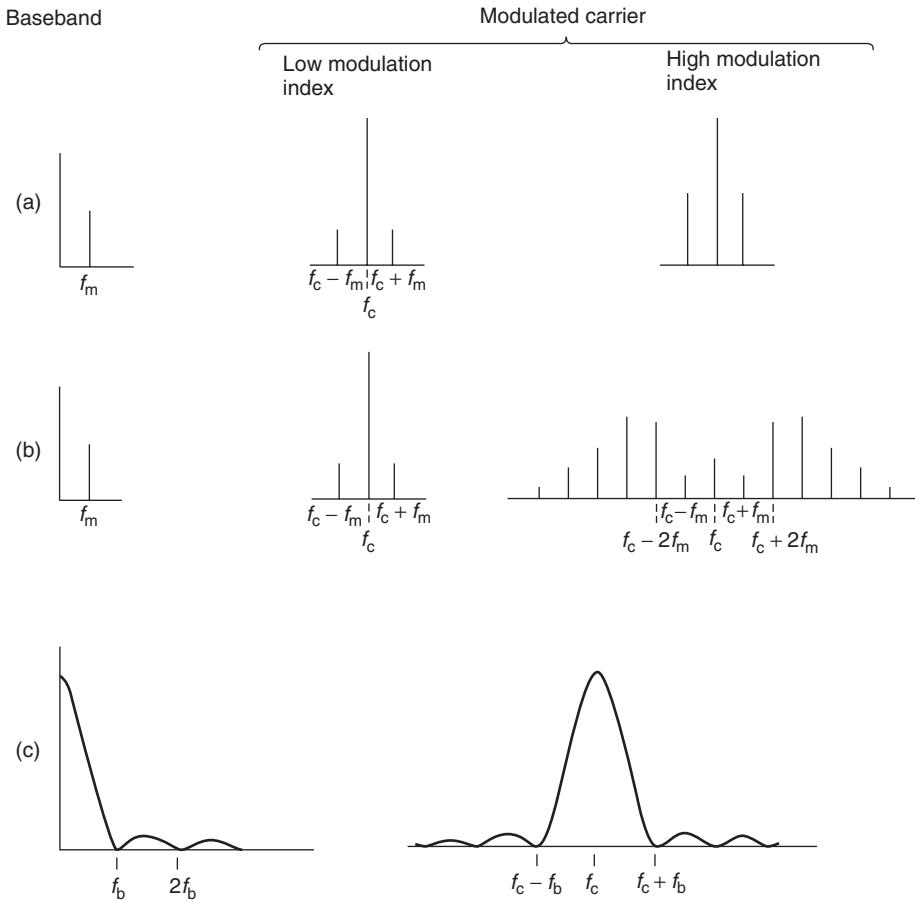 Baseband
Modulated carrier
Low modulation
index
High modulation
index
(a)
f_m
f_c − f_m f_c + f_m
f_c
(b)
f_m
f_c − f_m f_c + f_m
f_c
f_c−f_m f_c+f_m
f_c − 2f_m f_c f_c + 2f_m
(c)
f_b 2f_b
f_c − f_b f_c f_c + f_b